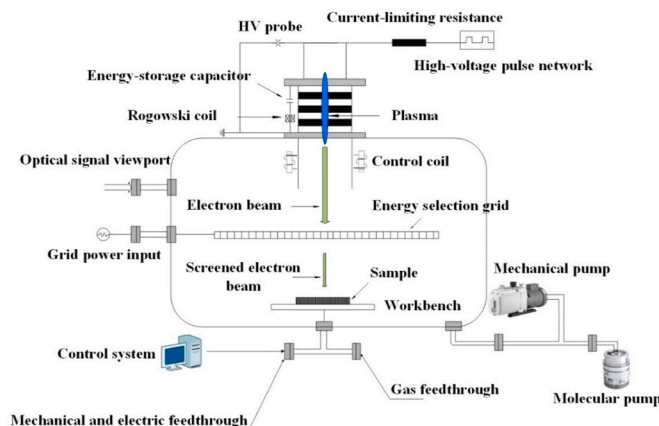 Current-limiting resistance
HV probe
High-voltage pulse network
Energy-storage capacitor
Rogowski coil
Plasma
Optical signal viewport
Control coil
Electron beam
Energy selection grid
Grid power input
Screened electron
beam
Sample
Mechanical pump
Workbench
Control system
Gas feedthrough
Molecular pump
Mechanical and electric feedthrough